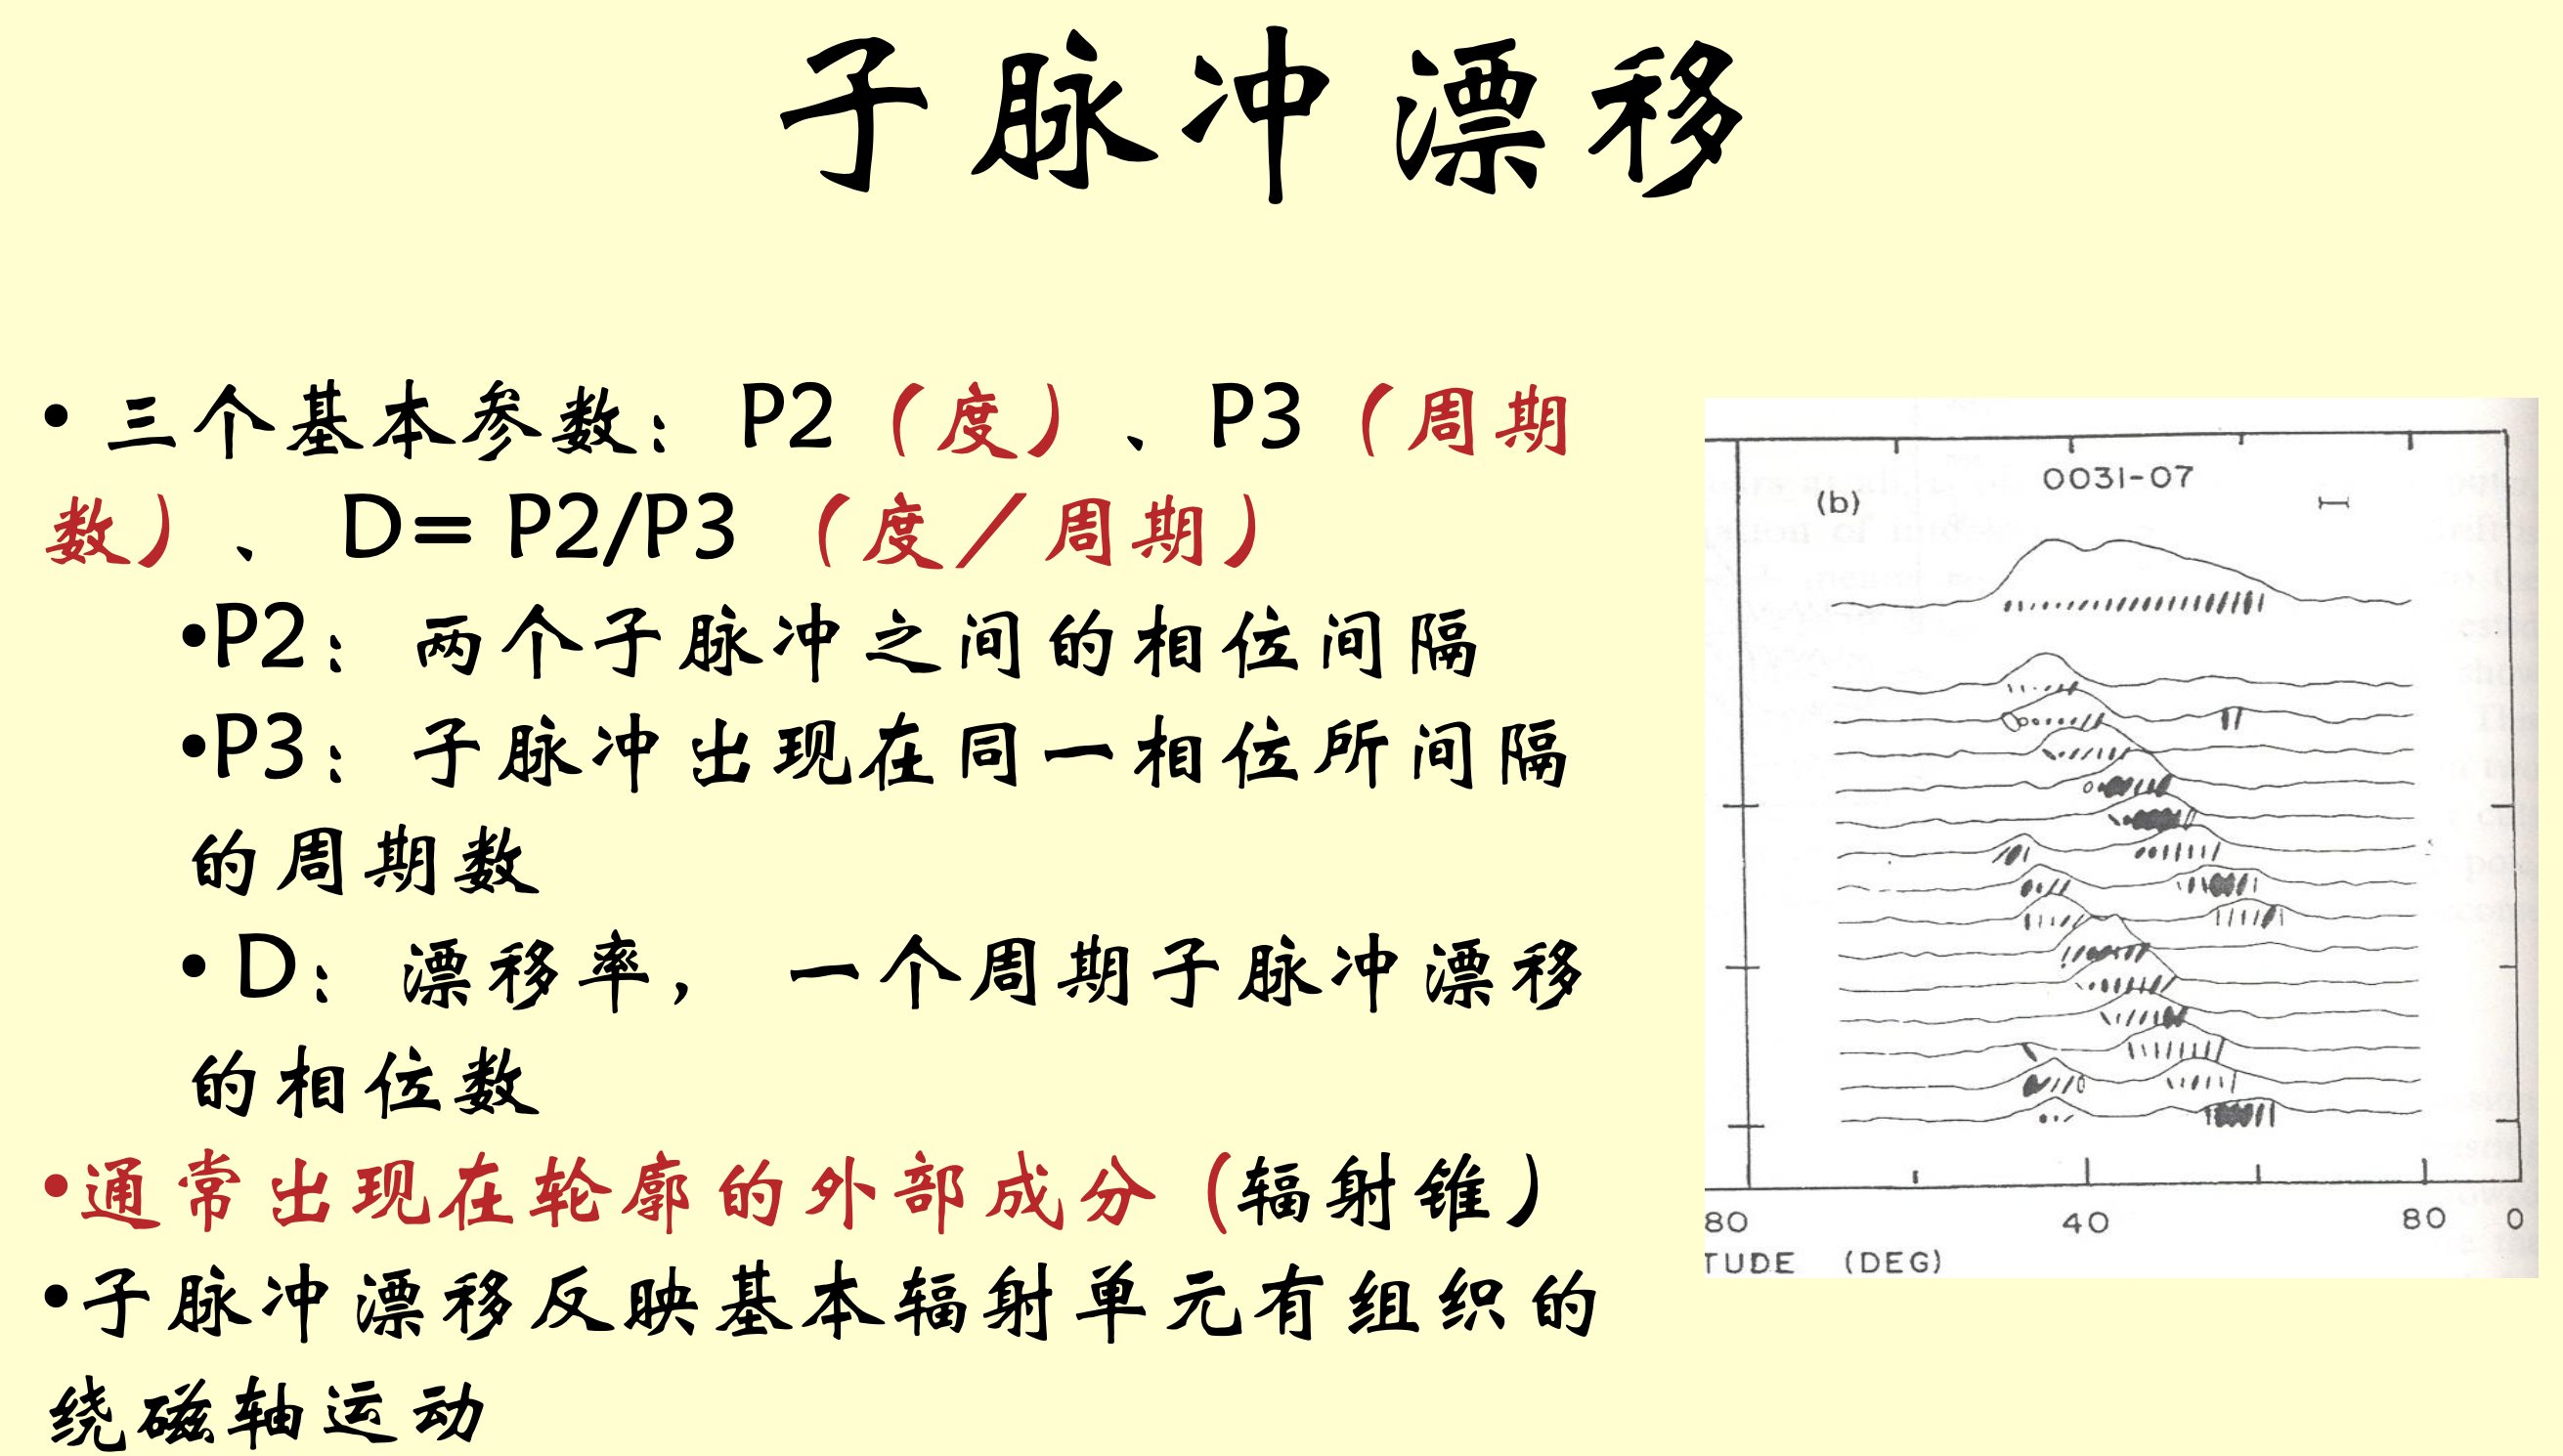 子脉冲漂移
• 三个基本参数：P2（度）、P3（周期
数）、D= P2/P3（度／周期）
•P2：两个子脉冲之间的相位间隔
•P3：子脉冲出现在同一相位所间隔
的周期数
• D：漂移率，一个周期子脉冲漂移
的相位数
•通常出现在轮廓的外部成分（辐射锥）
•子脉冲漂移反映基本辐射单元有组织的
绕磁轴运动
0031-07
(b)
80 40 80 0
TUDE (DEG)